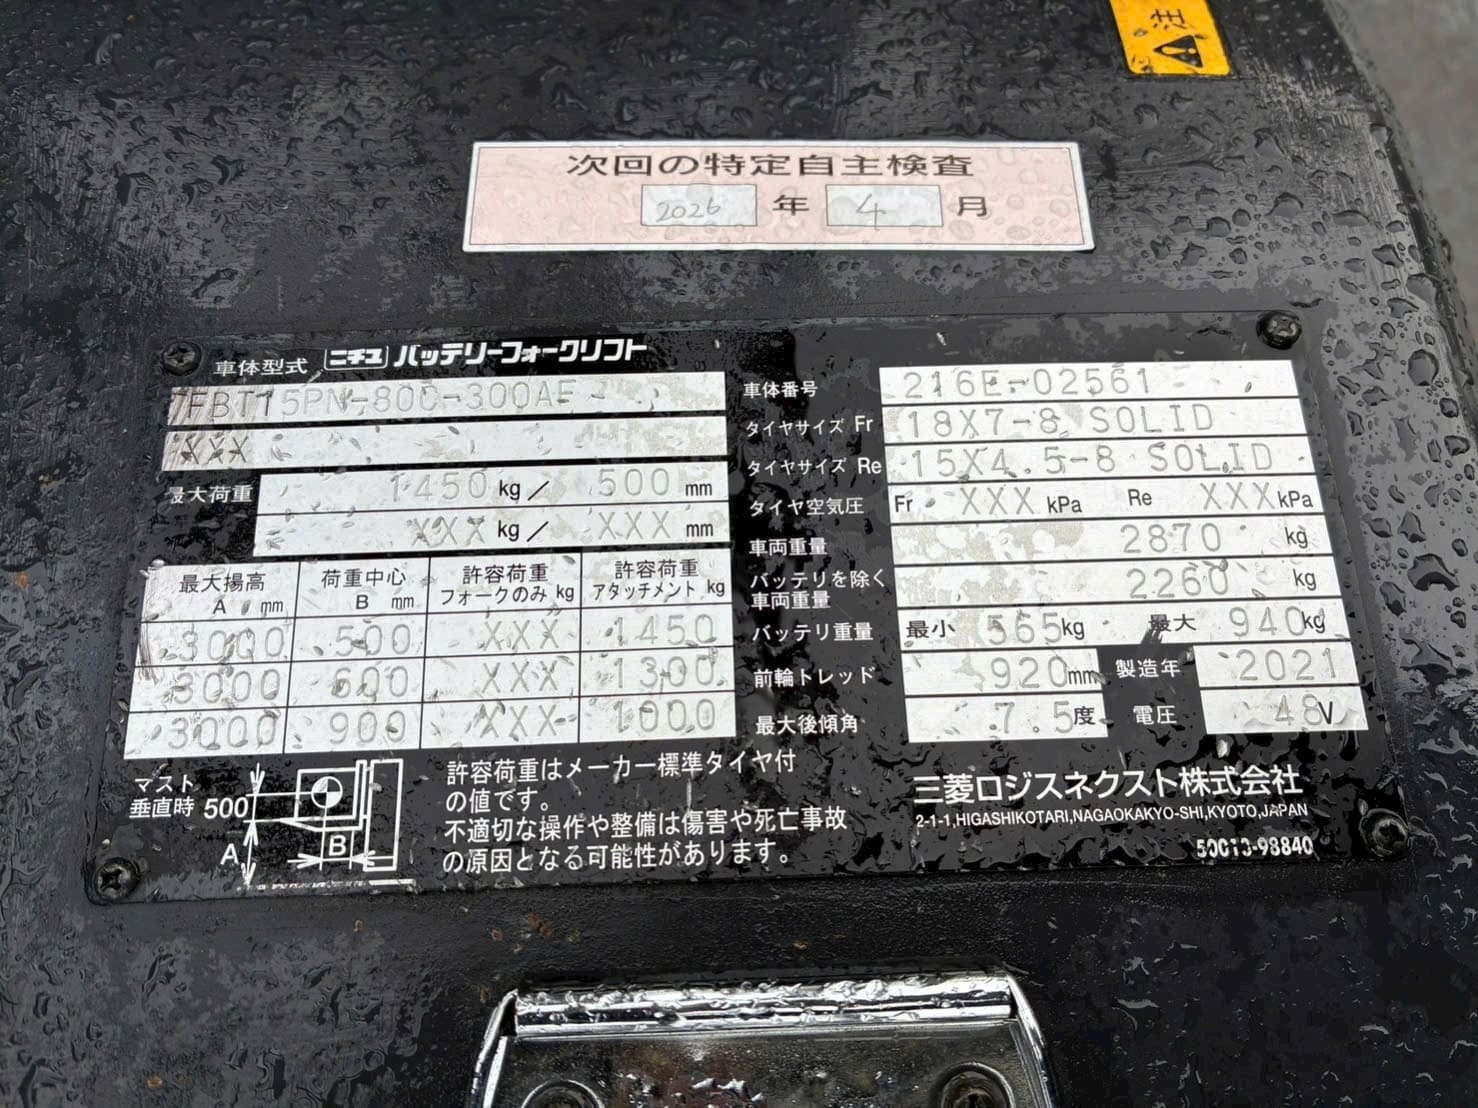 注
次回の特定自主検査
2026 年 4 月
車体型式 ニチユ バッテリーフォークリフト
FBT15PN-80C-300AF
XXX
最大荷重 1450 kg / 500 mm
XXX kg / XXX mm
最大揚高 A mm 荷重中心 B mm 許容荷重 フォークのみ kg 許容荷重 アタッチメント kg
3000 500 XXX 1450
3000 600 XXX 1300
3000 900 XXX 1000
マスト
垂直時 500
A B
許容荷重はメーカー標準タイヤ付
の値です。
不適切な操作や整備は傷害や死亡事故
の原因となる可能性があります。
車体番号 216E-02561
タイヤサイズ Fr 18X7-8 SOLID
タイヤサイズ Re 15X4.5-8 SOLID
タイヤ空気圧 Fr XXX kPa Re XXX kPa
車両重量 2870 kg
バッテリを除く
車両重量 2260 kg
バッテリ重量 最小 565 kg 最大 940 kg
前輪トレッド 920 mm 製造年 2021
最大後傾角 7.5 度 電圧 48 V
三菱ロジスネクスト株式会社
2-1-1,HIGASHIKOTARI,NAGAOKAKYO-SHI,KYOTO,JAPAN
50010-98840